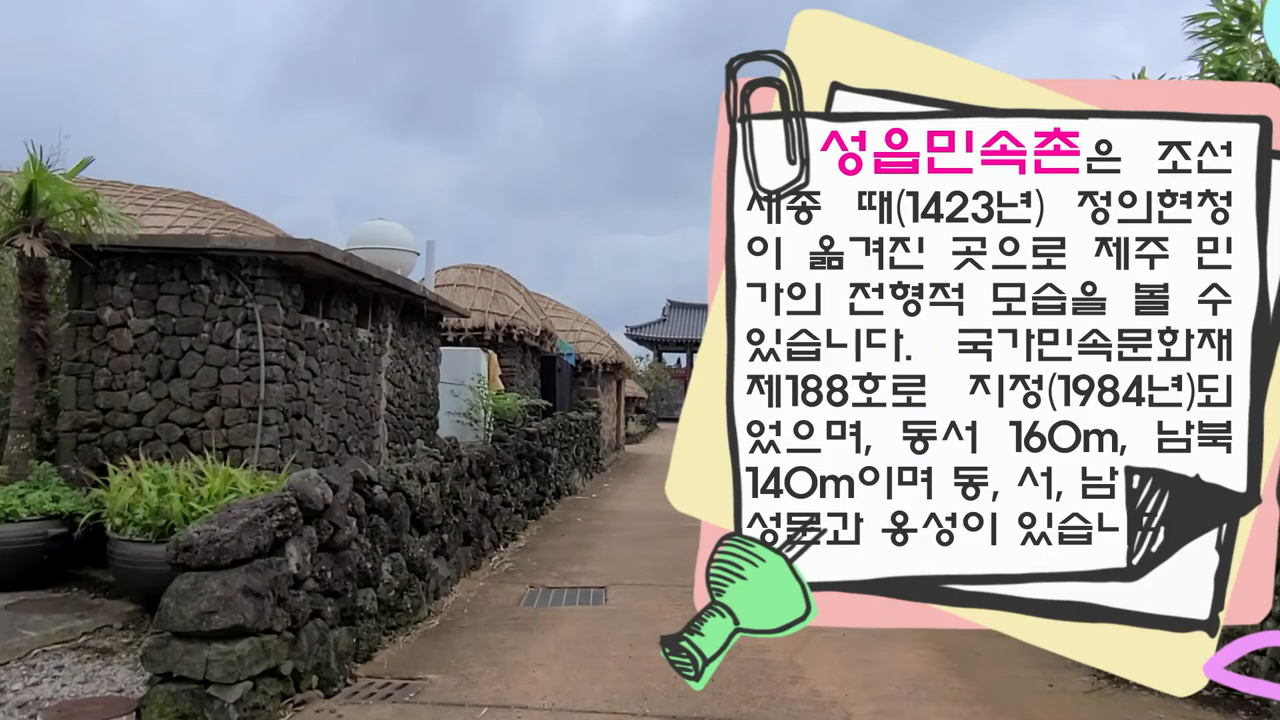 성읍민속촌은 조선
세종 때(1423년) 정의현청
이 옮겨진 곳으로 제주 민
가의 전형적 모습을 볼 수
있습니다. 국가민속문화재
제188호로 지정(1984년)되
었으며, 동서 160m, 남북
140m이며 동, 서, 남
성문과 옹성이